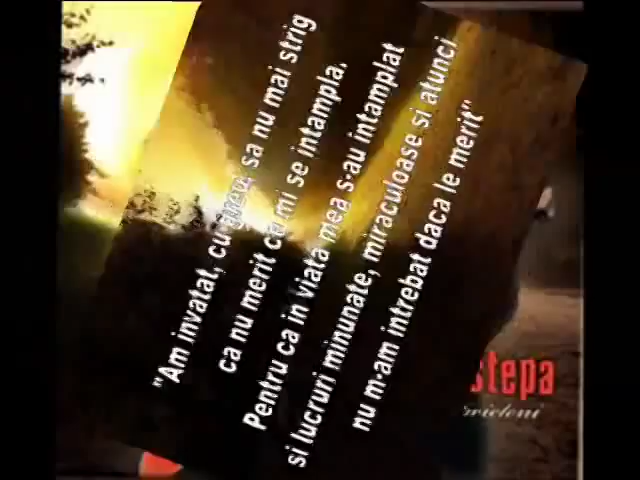 "Am invatat, cu greu, sa nu mai strig
ca nu merit ca mi se intampla.
Pentru ca in viata mea s-au intamplat
si lucruri minunate, miraculoase si atunci
nu m-am intrebat daca le merit"
stepa